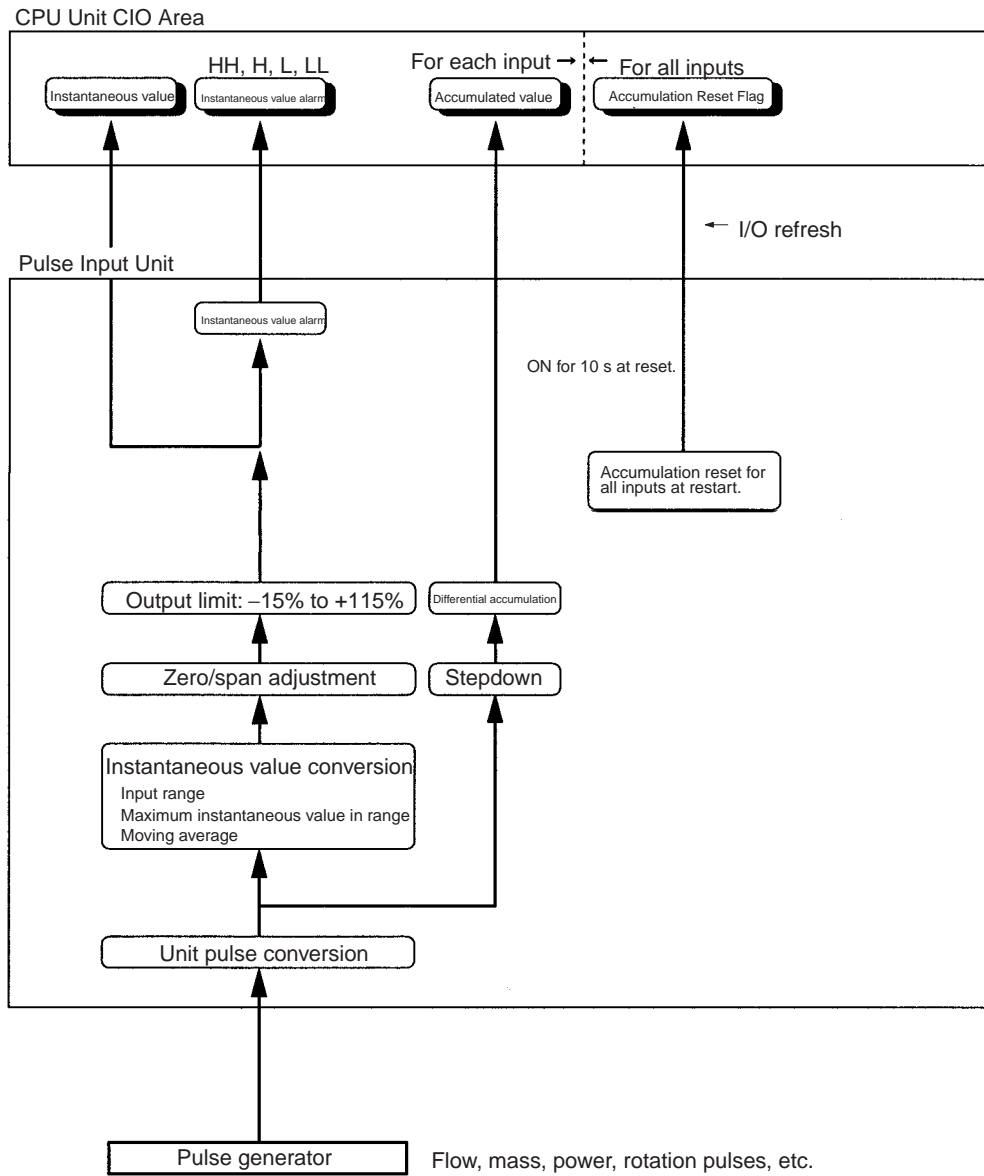 CPU Unit CIO Area
HH, H, L, LL
For each input → ← For all inputs
Instantaneous value
Instantaneous value alarm
Accumulated value
Accumulation Reset Flag
← I/O refresh
Pulse Input Unit
Instantaneous value alarm
ON for 10 s at reset.
Accumulation reset for
all inputs at restart.
Output limit: –15% to +115%
Differential accumulation
Zero/span adjustment
Stepdown
Instantaneous value conversion
Input range
Maximum instantaneous value in range
Moving average
Unit pulse conversion
Pulse generator
Flow, mass, power, rotation pulses, etc.